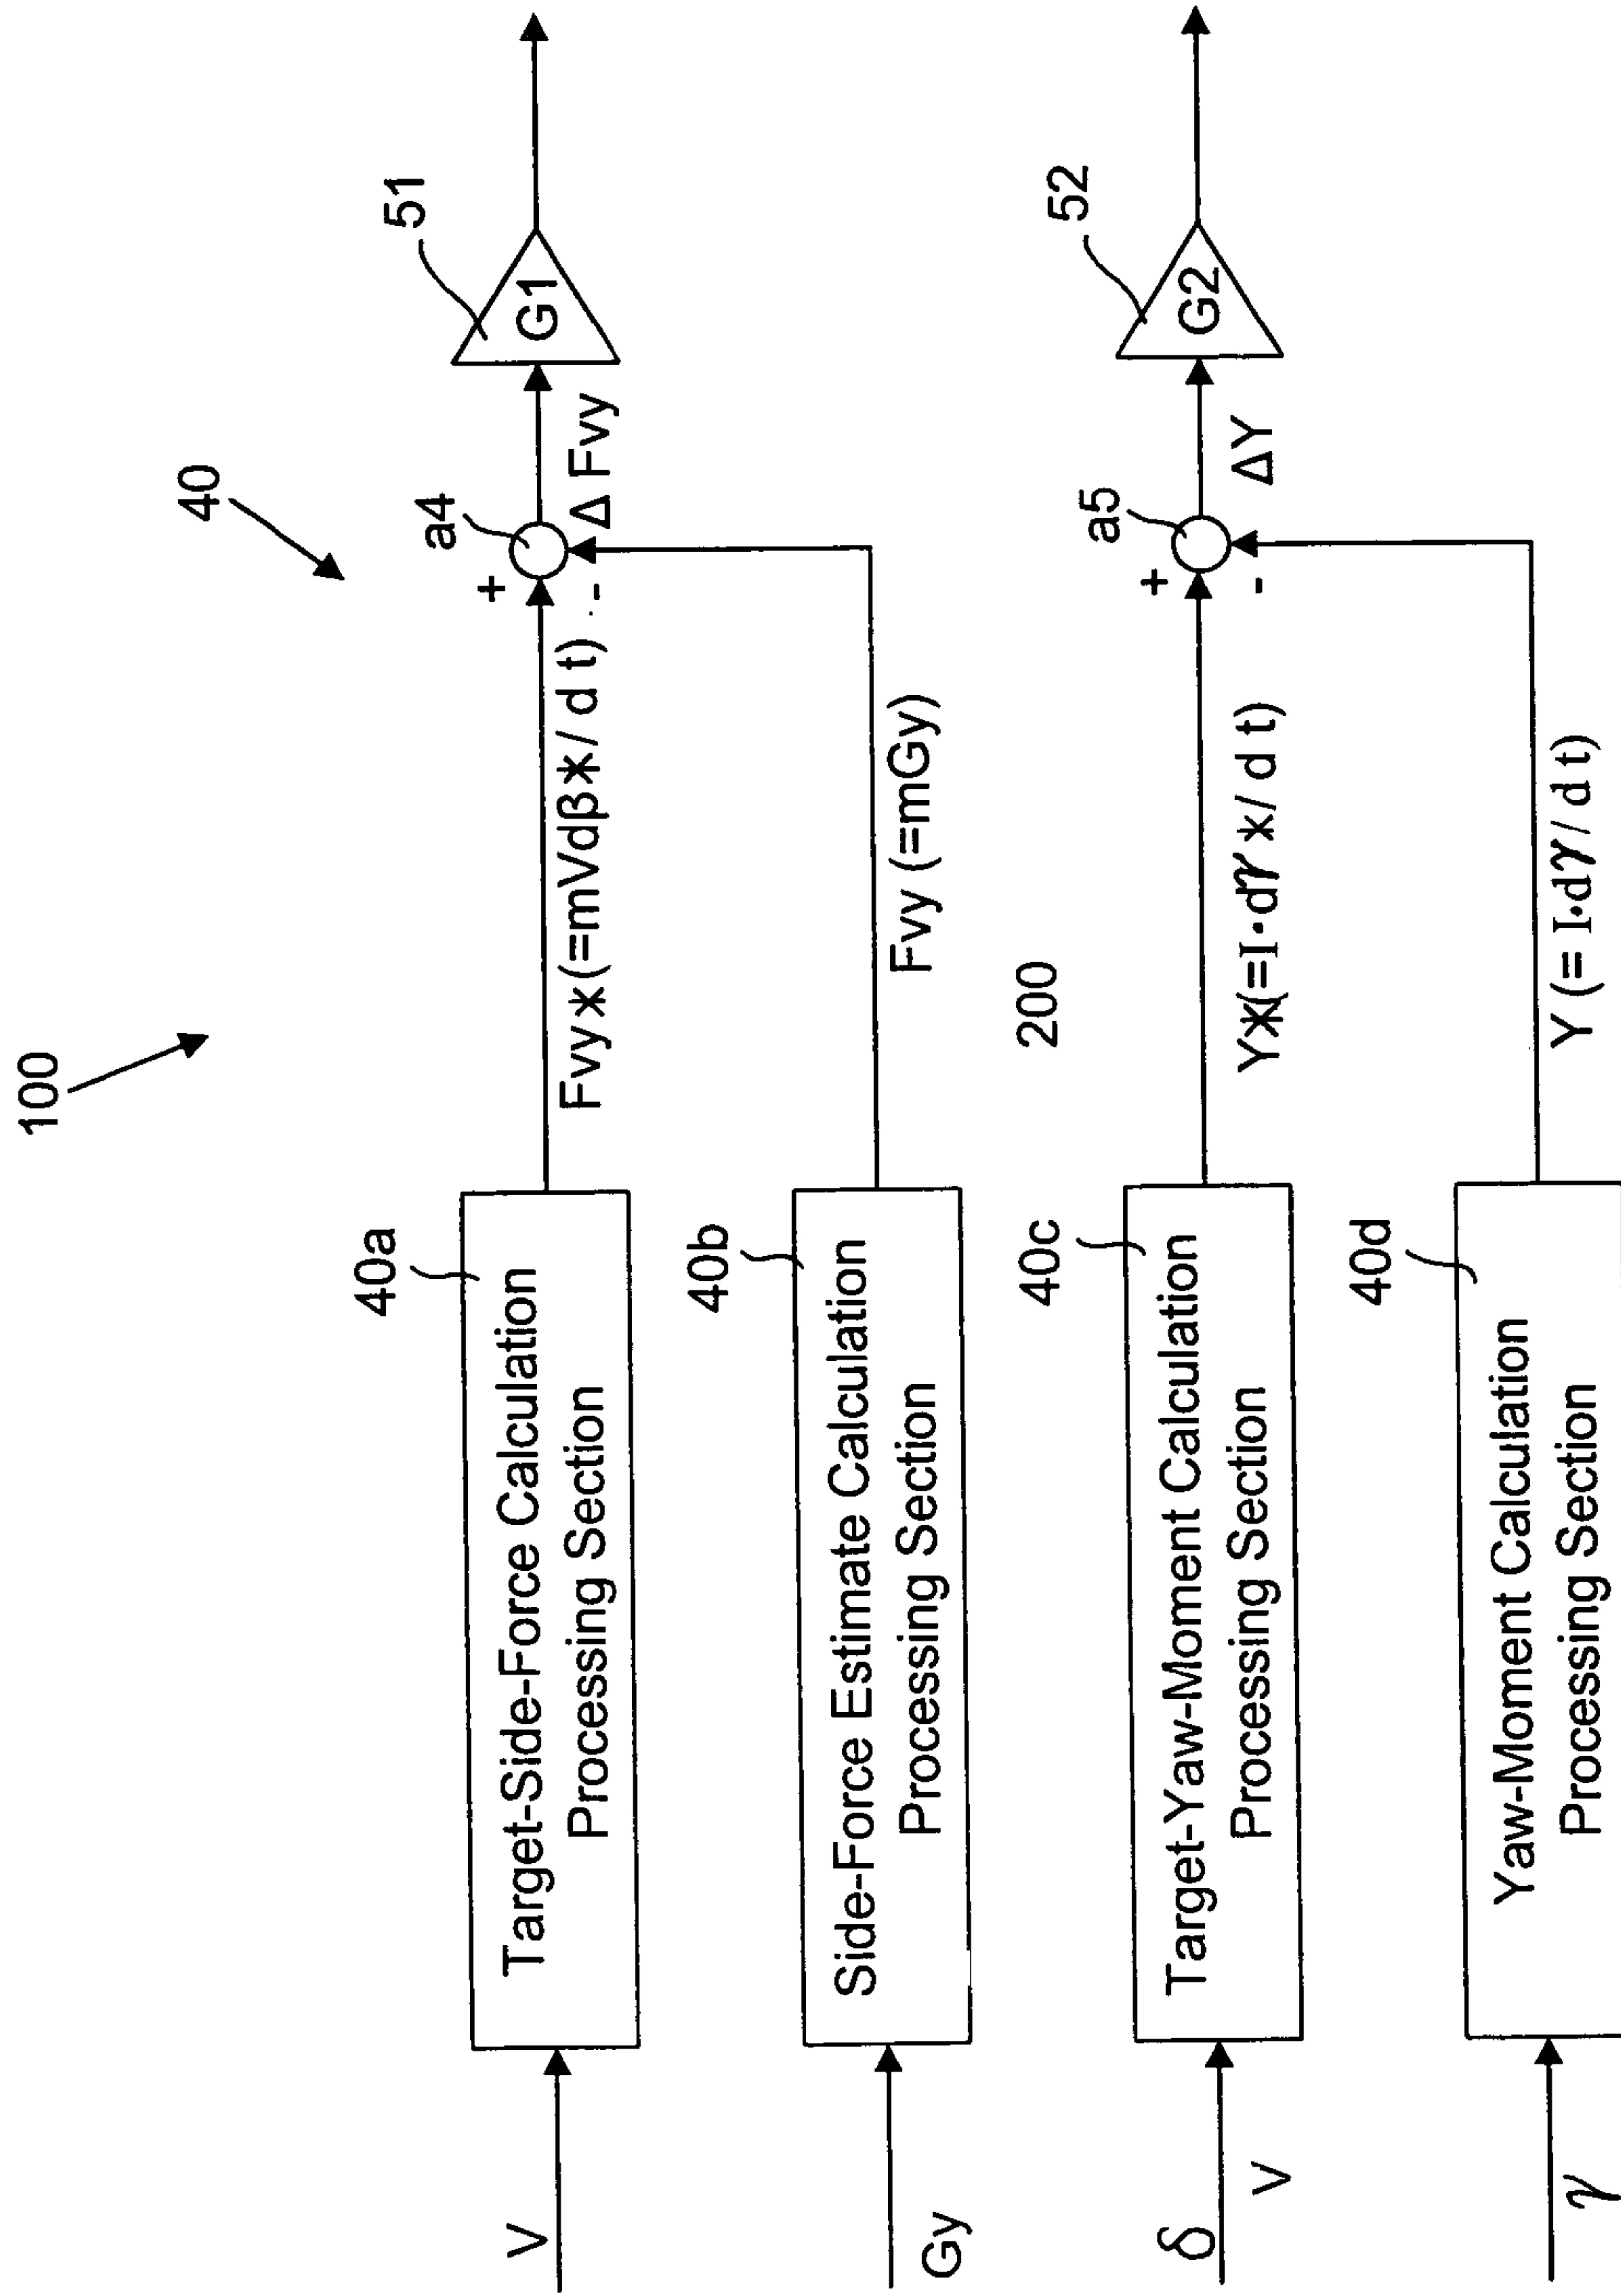 100
40
V
Target-Side-Force Calculation
Processing Section
40a
Fvy*(=mVdβ*/dt)
+
-
a4
ΔFvy
G1
51
Gy
Side-Force Estimate Calculation
Processing Section
40b
Fvy (=mGy)
200
δ
V
Target-Yaw-Moment Calculation
Processing Section
40c
Y*(=I·dγ*/dt)
+
-
a5
ΔY
G2
52
γ
Yaw-Moment Calculation
Processing Section
40d
Y (= I·dγ/dt)